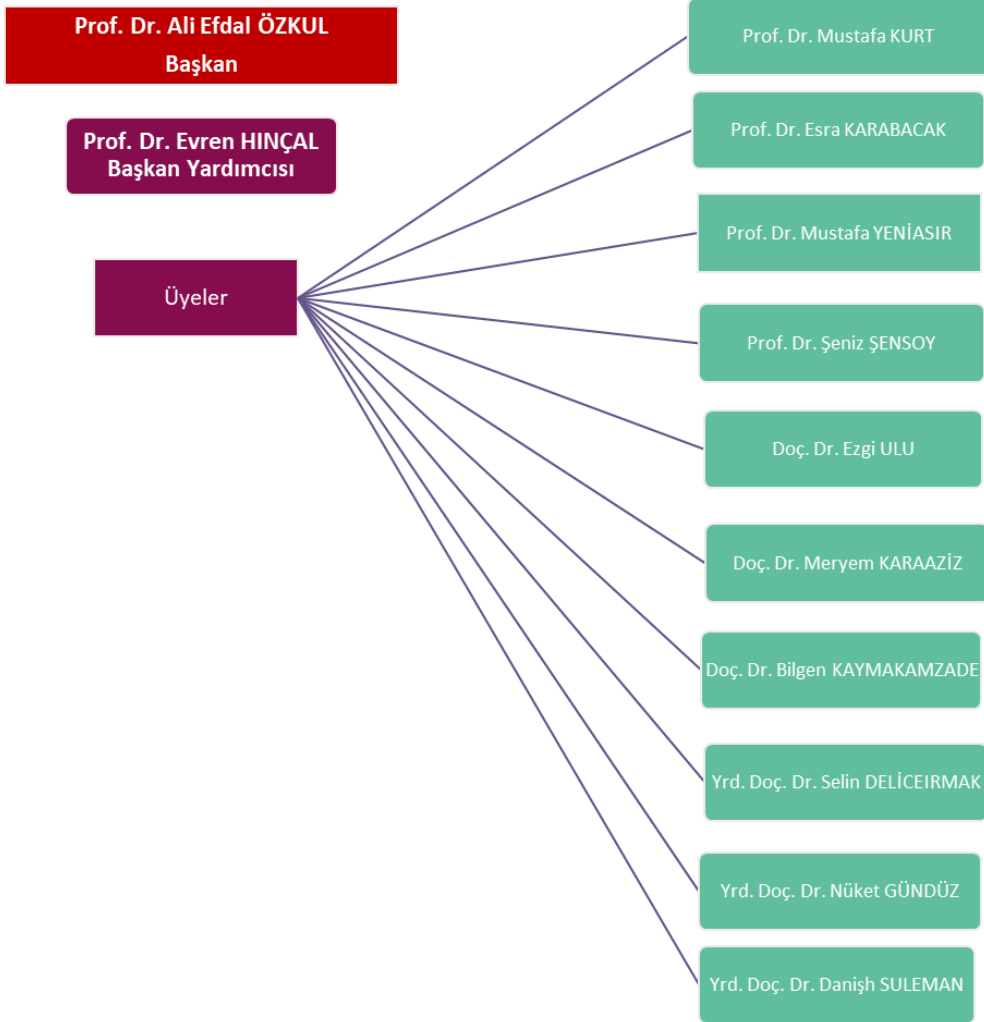 Prof. Dr. Ali Efdal ÖZKUL
Başkan
Prof. Dr. Evren HINÇAL
Başkan Yardımcısı
Üyeler
Prof. Dr. Mustafa KURT
Prof. Dr. Esra KARABACAK
Prof. Dr. Mustafa YENİASIR
Prof. Dr. Şeniz ŞENSOY
Doç. Dr. Ezgi ULU
Doç. Dr. Meryem KARAAZİZ
Doç. Dr. Bilgen KAYMAKAMZADE
Yrd. Doç. Dr. Selin DELİCEIRMAK
Yrd. Doç. Dr. Nüket GÜNDÜZ
Yrd. Doç. Dr. Danişh SULEMAN